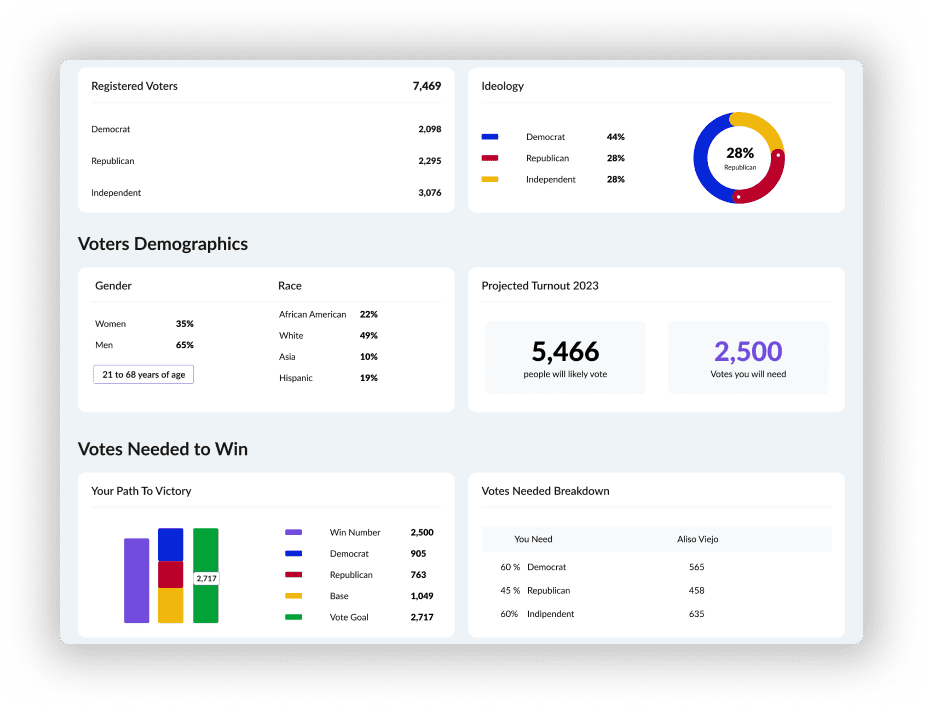 Registered Voters 7,469
Democrat 2,098
Republican 2,295
Independent 3,076
Ideology
Democrat 44%
Republican 28%
Independent 28%
28%
Republican
Voters Demographics
Gender
Women 35%
Men 65%
21 to 68 years of age
Race
African American 22%
White 49%
Asia 10%
Hispanic 19%
Projected Turnout 2023
5,466
people will likely vote
2,500
Votes you will need
Votes Needed to Win
Your Path To Victory
2,717
Win Number 2,500
Democrat 905
Republican 763
Base 1,049
Vote Goal 2,717
Votes Needed Breakdown
You Need Aliso Viejo
60 % Democrat 565
45 % Republican 458
60% Indipendent 635